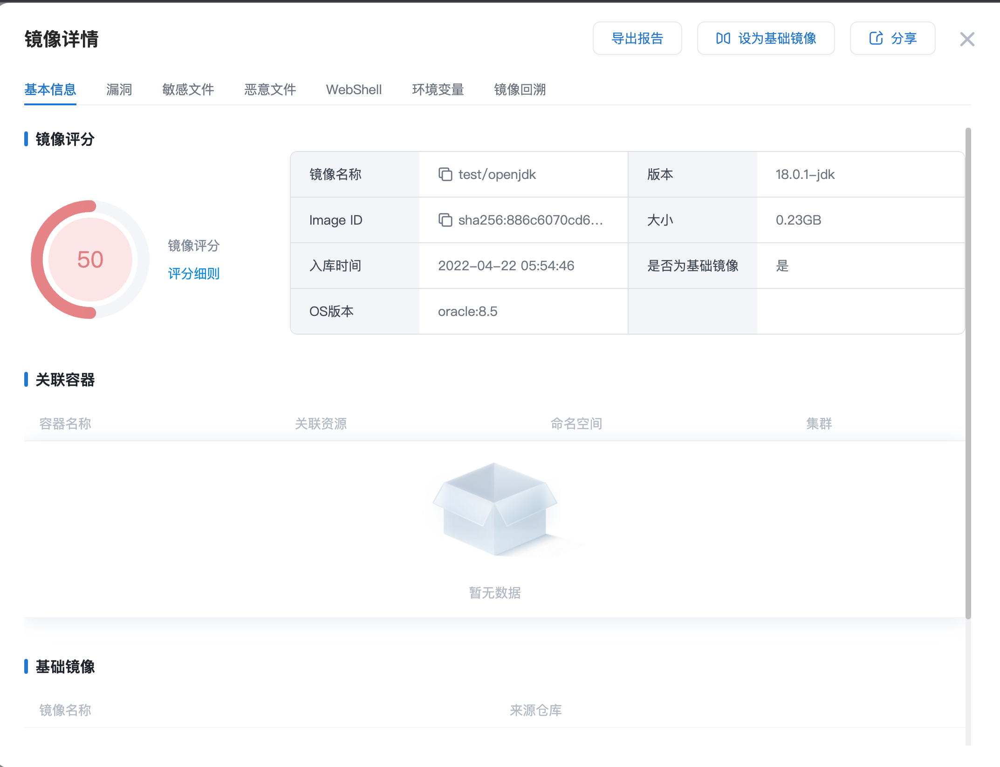 镜像详情
导出报告
设为基础镜像
分享
基本信息 漏洞 敏感文件 恶意文件 WebShell 环境变量 镜像回溯
镜像评分
50
镜像评分
评分细则
镜像名称 test/openjdk 版本 18.0.1-jdk
Image ID sha256:886c6070cd6... 大小 0.23GB
入库时间 2022-04-22 05:54:46 是否为基础镜像 是
OS版本 oracle:8.5
关联容器
容器名称 关联资源 命名空间 集群
暂无数据
基础镜像
镜像名称 来源仓库